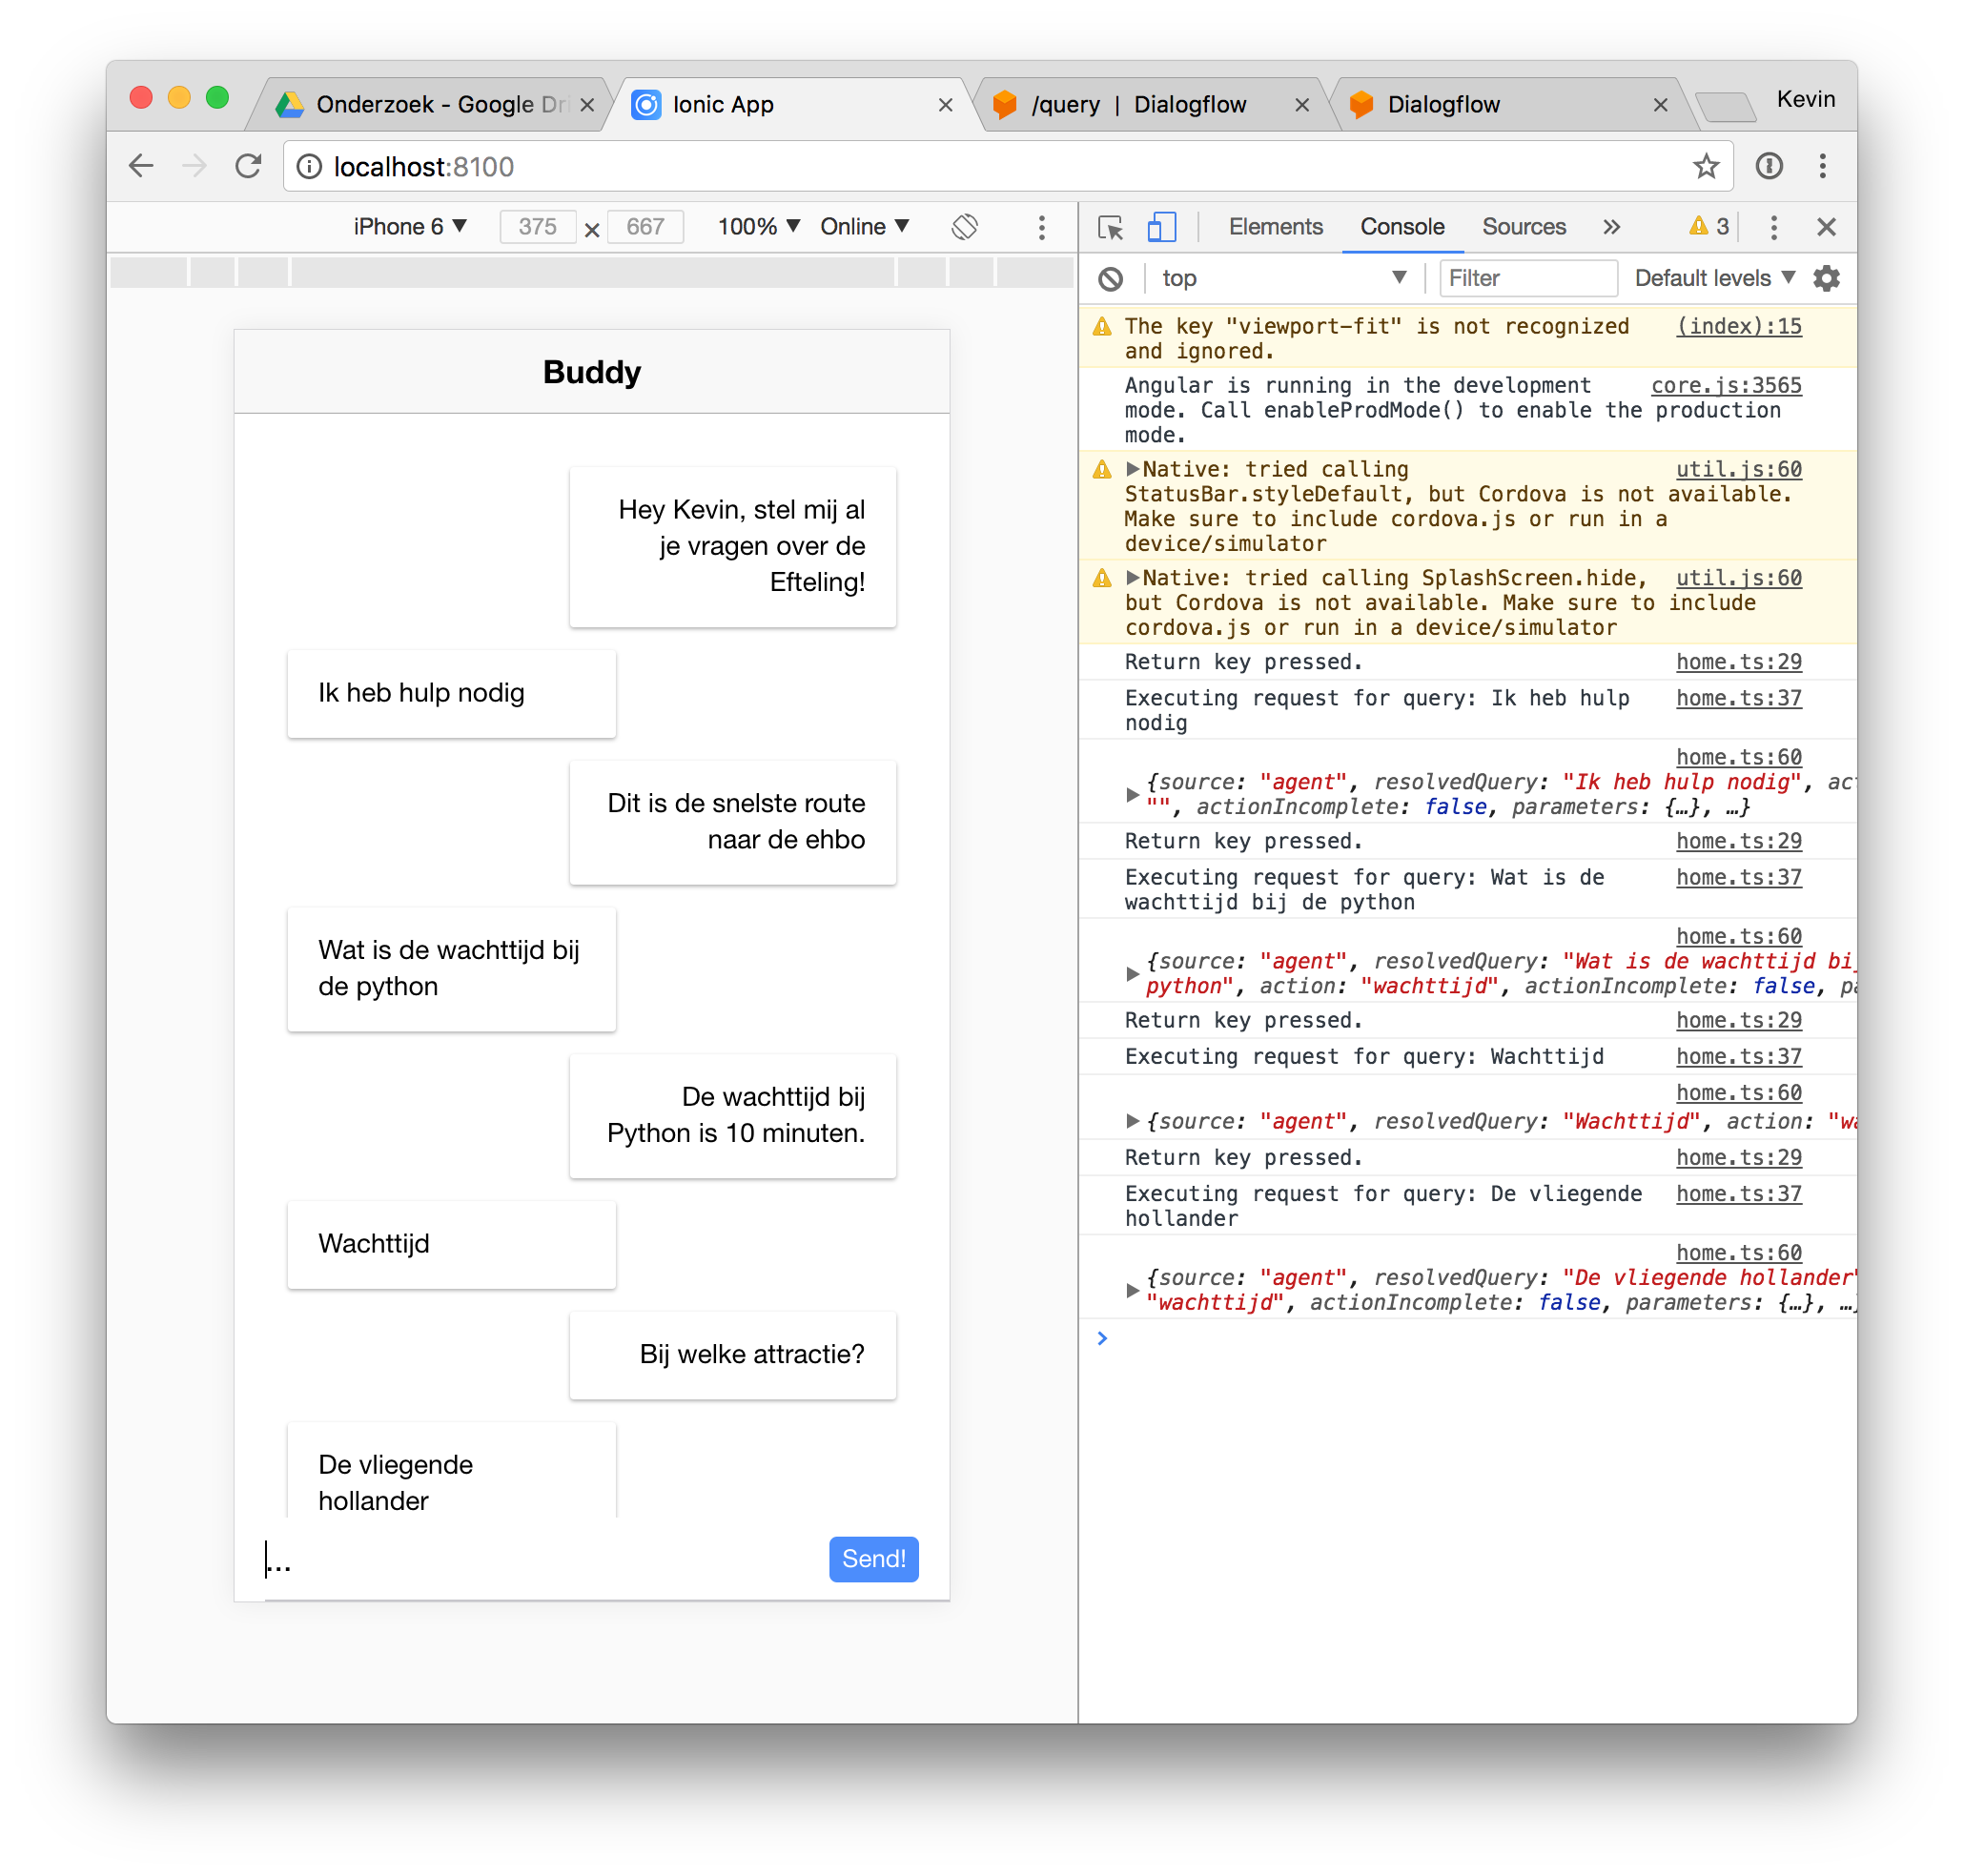 Onderzoek - Google Dri
Ionic App
/query | Dialogflow
Dialogflow
Kevin
localhost:8100
iPhone 6 ▼ 375 × 667 100% ▼ Online ▼
Elements Console Sources » 3
top ▼ Filter Default levels ▼
Buddy
Hey Kevin, stel mij al
je vragen over de
Efteling!
Ik heb hulp nodig
Dit is de snelste route
naar de ehbo
Wat is de wachttijd bij
de python
De wachttijd bij
Python is 10 minuten.
Wachttijd
Bij welke attractie?
De vliegende
hollander
...
Send!
The key "viewport-fit" is not recognized (index):15
and ignored.
Angular is running in the development core.js:3565
mode. Call enableProdMode() to enable the production
mode.
▶Native: tried calling util.js:60
StatusBar.styleDefault, but Cordova is not available.
Make sure to include cordova.js or run in a
device/simulator
▶Native: tried calling SplashScreen.hide, util.js:60
but Cordova is not available. Make sure to include
cordova.js or run in a device/simulator
Return key pressed. home.ts:29
Executing request for query: Ik heb hulp home.ts:37
nodig
home.ts:60
▶{source: "agent", resolvedQuery: "Ik heb hulp nodig", ac
"", actionIncomplete: false, parameters: {…}, …}
Return key pressed. home.ts:29
Executing request for query: Wat is de home.ts:37
wachttijd bij de python
home.ts:60
▶{source: "agent", resolvedQuery: "Wat is de wachttijd bij
python", action: "wachttijd", actionIncomplete: false, pa
Return key pressed. home.ts:29
Executing request for query: Wachttijd home.ts:37
home.ts:60
▶{source: "agent", resolvedQuery: "Wachttijd", action: "wa
Return key pressed. home.ts:29
Executing request for query: De vliegende home.ts:37
hollander
home.ts:60
▶{source: "agent", resolvedQuery: "De vliegende hollander"
"wachttijd", actionIncomplete: false, parameters: {…}, …}
>